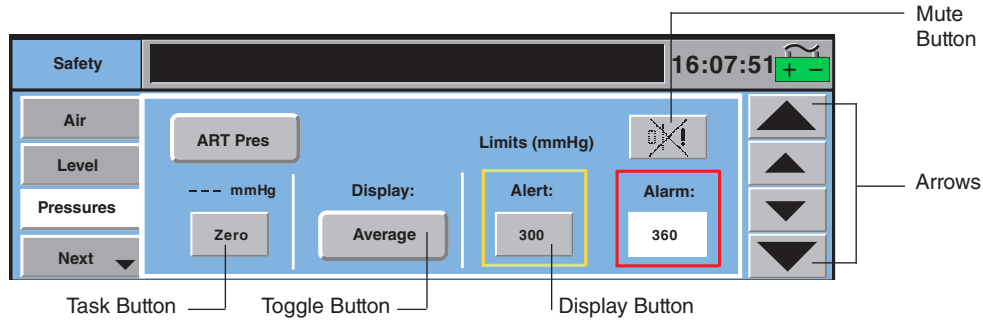 Mute
Button
Safety
16:07:51
+ −
Air
Level
Pressures
Next
ART Pres
Limits (mmHg)
--- mmHg
Display:
Alert:
Alarm:
Zero
Average
300
360
Arrows
Task Button
Toggle Button
Display Button